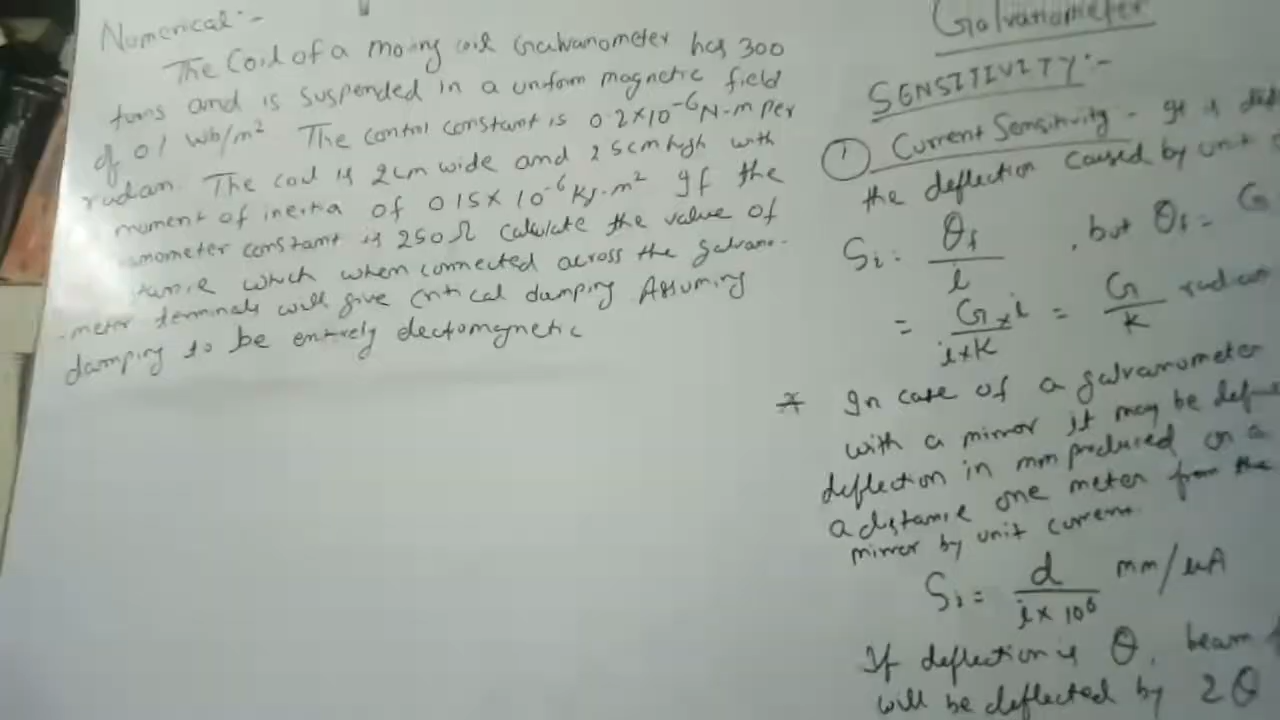 Numerical:-
The Coil of a moving coil Galvanometer has 300
turns and is suspended in a uniform magnetic field
of 0.1 Wb/m² The control constant is 0.2×10⁻⁶ N-m per
radian. The coil is 2cm wide and 2.5cm high with
moment of inertia of 0.15×10⁻⁶ Kg.m² If the
anometer constant is 250Ω Calculate the value of
tance which when connected across the galvano-
-meter terminals will give Critical damping Assuming
damping to be entirely electomagnetic
Galvanometer
SENSITIVITY:-
① Current Sensitivity - It is
the deflection caused by unit
Si = θf / i , but θf = G
= G×i / i×K = G / K radian
* In case of a galvanometer
with a mirror it may be
deflection in mm produced on a
a distance one meter from the
mirror by unit current.
Si = d / i×10⁶ mm/uA
If deflection is θ, beam
will be deflected by 2θ